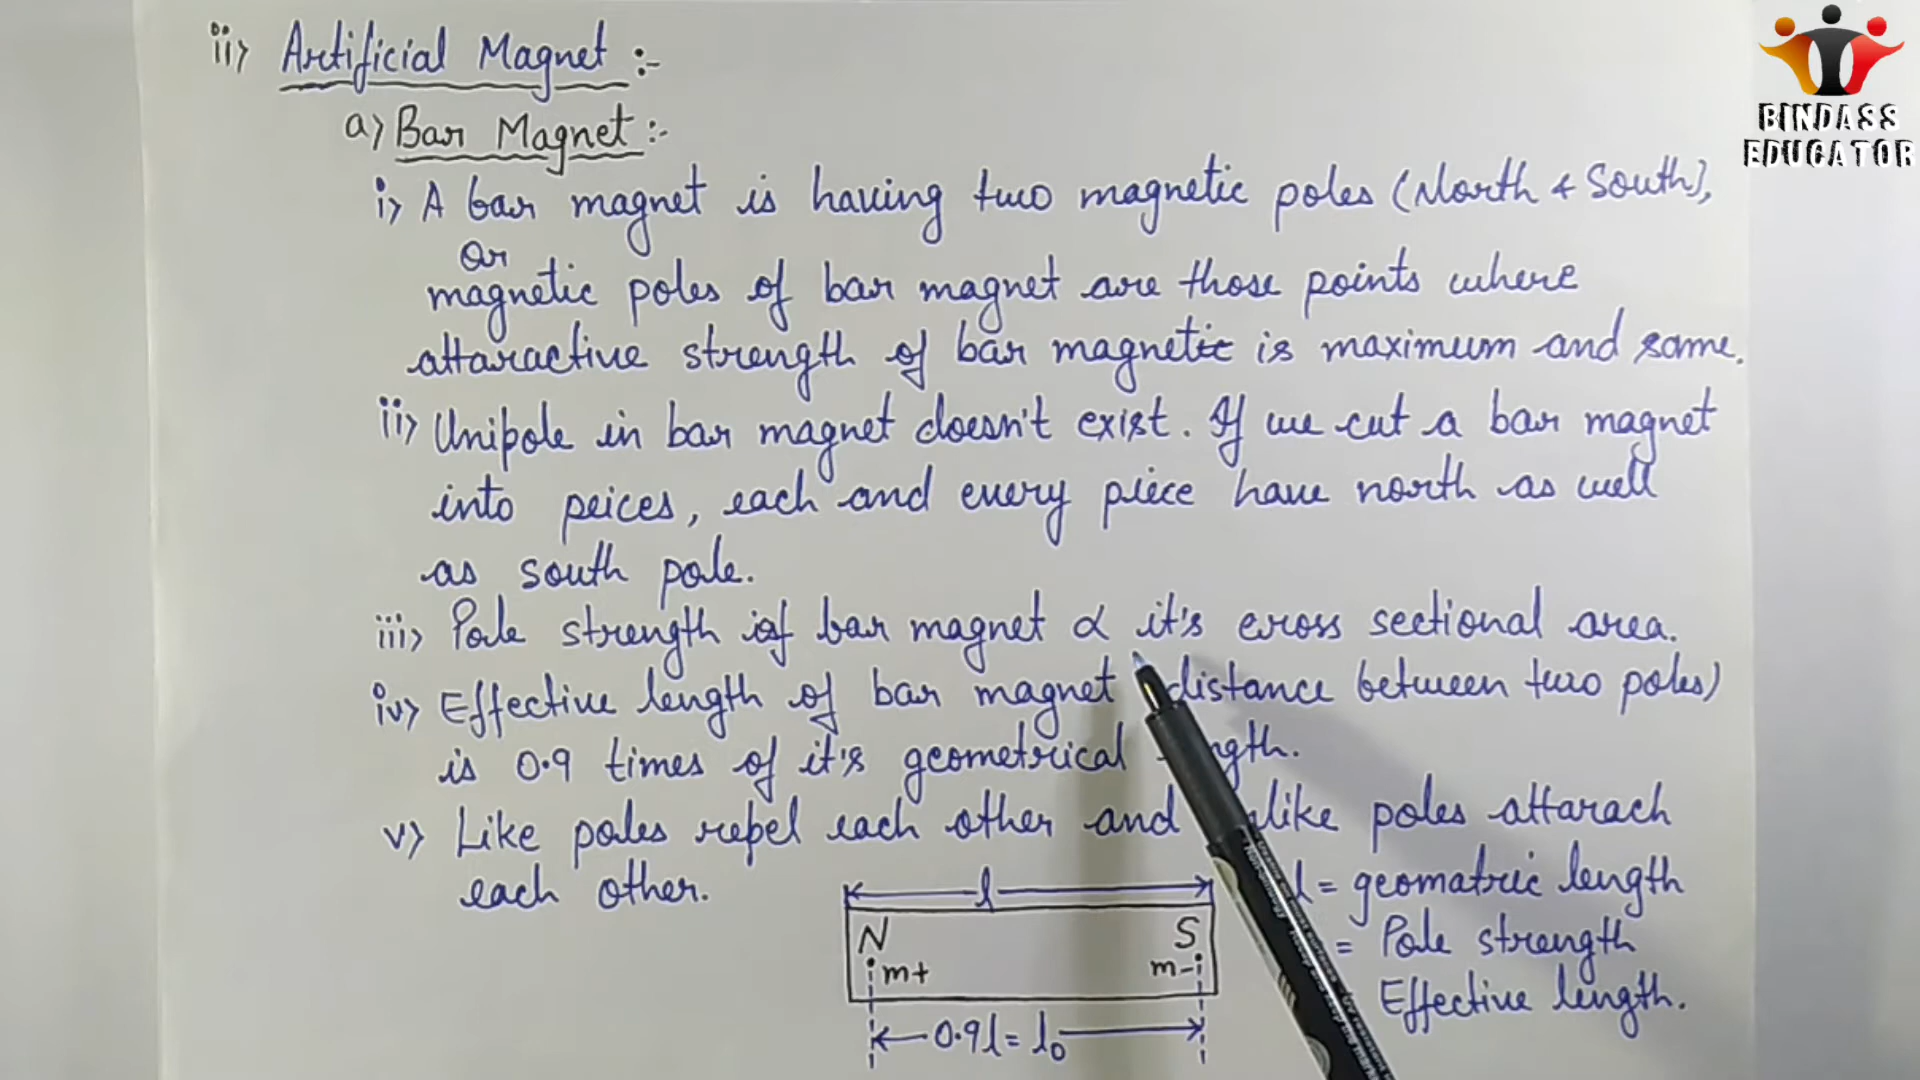 ii) Artificial Magnet :-
BINDASS
EDUCATOR
a) Bar Magnet :-
i) A bar magnet is having two magnetic poles (North & South),
or
magnetic poles of bar magnet are those points where
attaractive strength of bar magnetic is maximum and same.
ii) Unipole in bar magnet doesn't exist. If we cut a bar magnet
into peices, each and every piece have north as well
as south pole.
iii) Pole strength of bar magnet α it's cross sectional area.
iv) Effective length of bar magnet distance between two poles)
is 0.9 times of it's geometrical
v) Like poles repel each other and poles attarach
each other.
l
l = geomatric length
N S
= Pole strength
m+ m-
Effective length.
0.9l = l₀